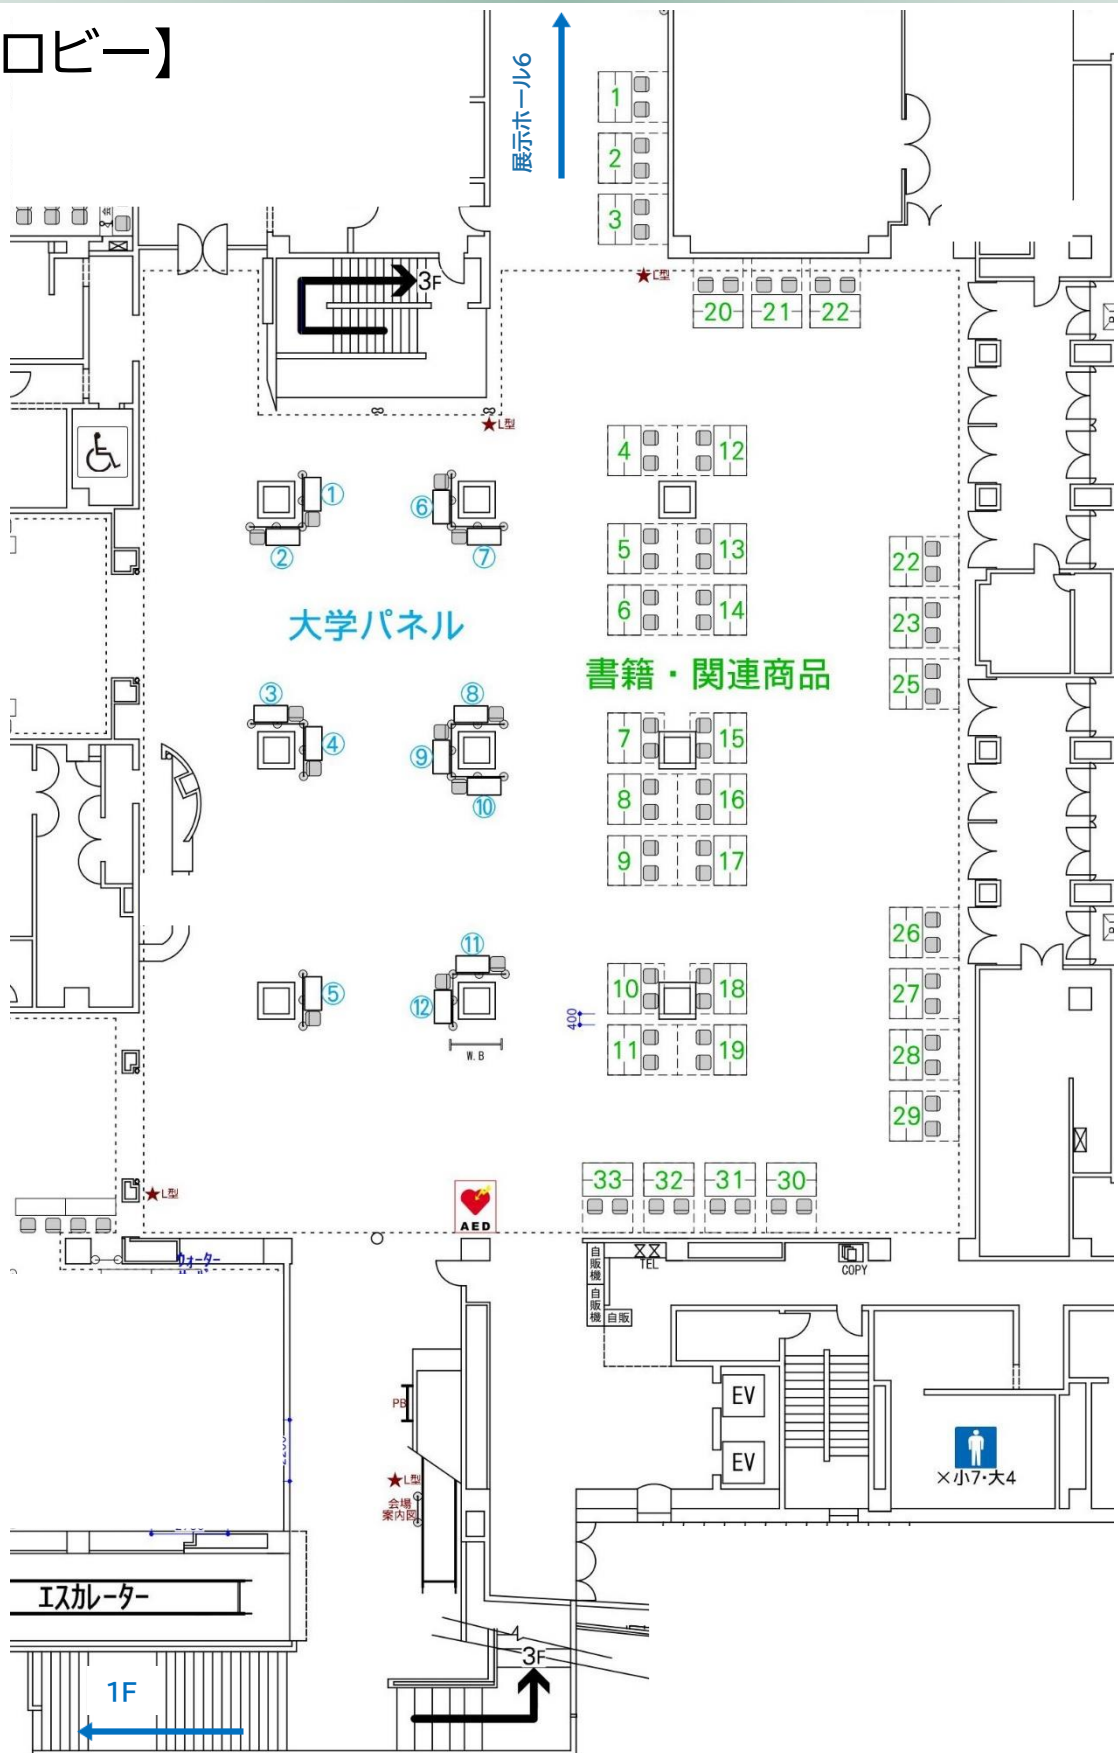 ロビー】
展示ホール6
1
2
3
★L型
3F
20 21 22
★L型
4 12
① ⑥
② ⑦
5 13
22
6 14
23
大学パネル
書籍・関連商品
25
③ ⑧
④ ⑨
7 15
⑩
8 16
9 17
26
⑪
⑤ ⑫
10 18
27
400
W.B
11 19
28
29
★L型
33 32 31 30
AED
ウォーター
自販機
TEL
COPY
自販機
自販
PB
EV
★L型
EV
会場
案内図
×小7・大4
エスカレーター
3F
1F